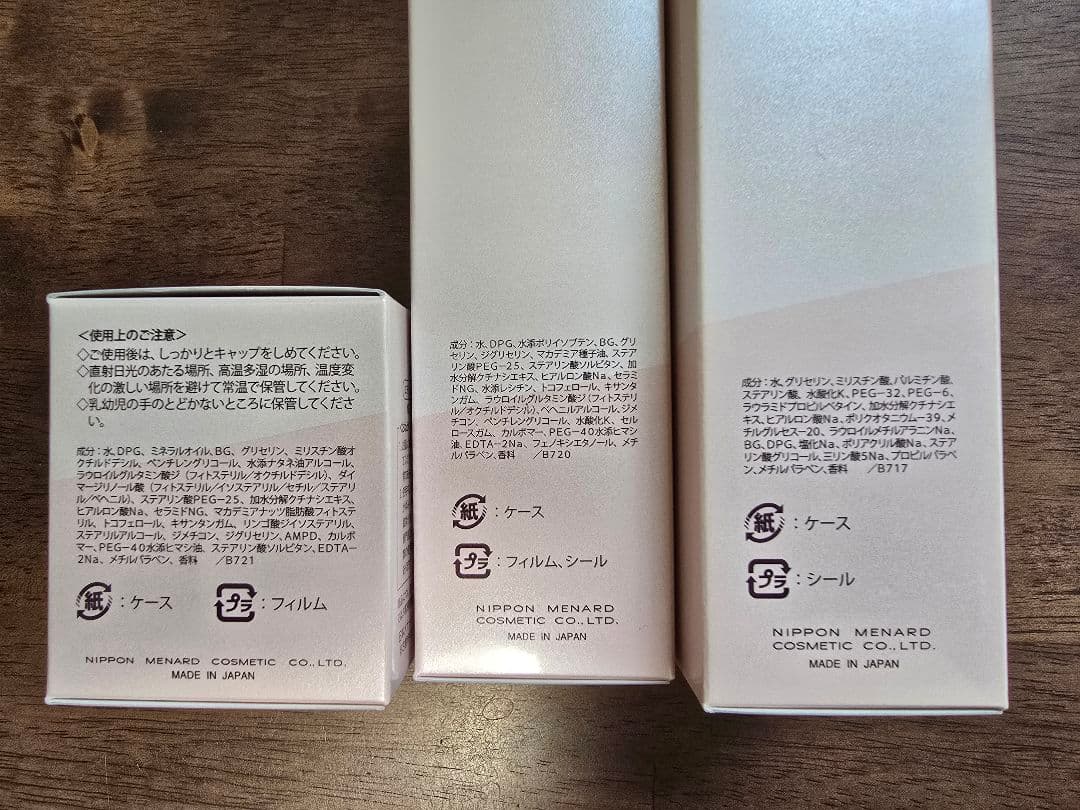 ＜使用上のご注意＞
◇ご使用後は、しっかりとキャップをしめてください。
◇直射日光のあたる場所、高温多湿の場所、温度変
化の激しい場所を避けて常温で保管してください。
◇乳幼児の手のとどかないところに保管してくださ
い。
成分：水、DPG、ミネラルオイル、BG、グリセリン、ミリスチン酸オ
クチルドデシル、ペンチレングリコール、水添ナタネ油アルコール、
ラウロイルグルタミン酸ジ（フィトステリル/オクチルドデシル）、ダイ
マージリノール酸（フィトステリル/イソステアリル/セチル/ステアリ
ル/ベヘニル）、ステアリン酸PEG-25、加水分解クチナシエキス、
ヒアルロン酸Na、セラミドNG、マカデミアナッツ脂肪酸フィトステ
リル、トコフェロール、キサンタンガム、リンゴ酸ジイソステアリル、
ステアリルアルコール、ジメチコン、ジグリセリン、AMPD、カルボ
マー、PEG-40水添ヒマシ油、ステアリン酸ソルビタン、EDTA-
2Na、メチルパラベン、香料 /B721
紙：ケース プラ：フィルム
NIPPON MENARD COSMETIC CO.,LTD.
MADE IN JAPAN
成分：水、DPG、水添ポリイソブテン、BG、グリ
セリン、ジグリセリン、マカデミア種子油、ステア
リン酸PEG-25、ステアリン酸ソルビタン、加
水分解クチナシエキス、ヒアルロン酸Na、セラミ
ドNG、水添レシチン、トコフェロール、キサンタ
ンガム、ラウロイルグルタミン酸ジ（フィトステリ
ル/オクチルドデシル）、ベヘニルアルコール、ジメ
チコン、ペンチレングリコール、水酸化K、セル
ロースガム、カルボマー、PEG-40水添ヒマシ
油、EDTA-2Na、フェノキシエタノール、メチ
ルパラベン、香料 /B720
紙：ケース
プラ：フィルム、シール
NIPPON MENARD
COSMETIC CO.,LTD.
MADE IN JAPAN
成分：水、グリセリン、ミリスチン酸、パルミチン酸、
ステアリン酸、水酸化K、PEG-32、PEG-6、
ラウラミドプロピルベタイン、加水分解クチナシエ
キス、ヒアルロン酸Na、ポリクオタニウム-39、メ
チルグルセス-20、ラウロイルメチルアラニンNa、
BG、DPG、塩化Na、ポリアクリル酸Na、ステア
リン酸グリコール、三リン酸5Na、プロピルパラベ
ン、メチルパラベン、香料 /B717
紙：ケース
プラ：シール
NIPPON MENARD
COSMETIC CO.,LTD.
MADE IN JAPAN